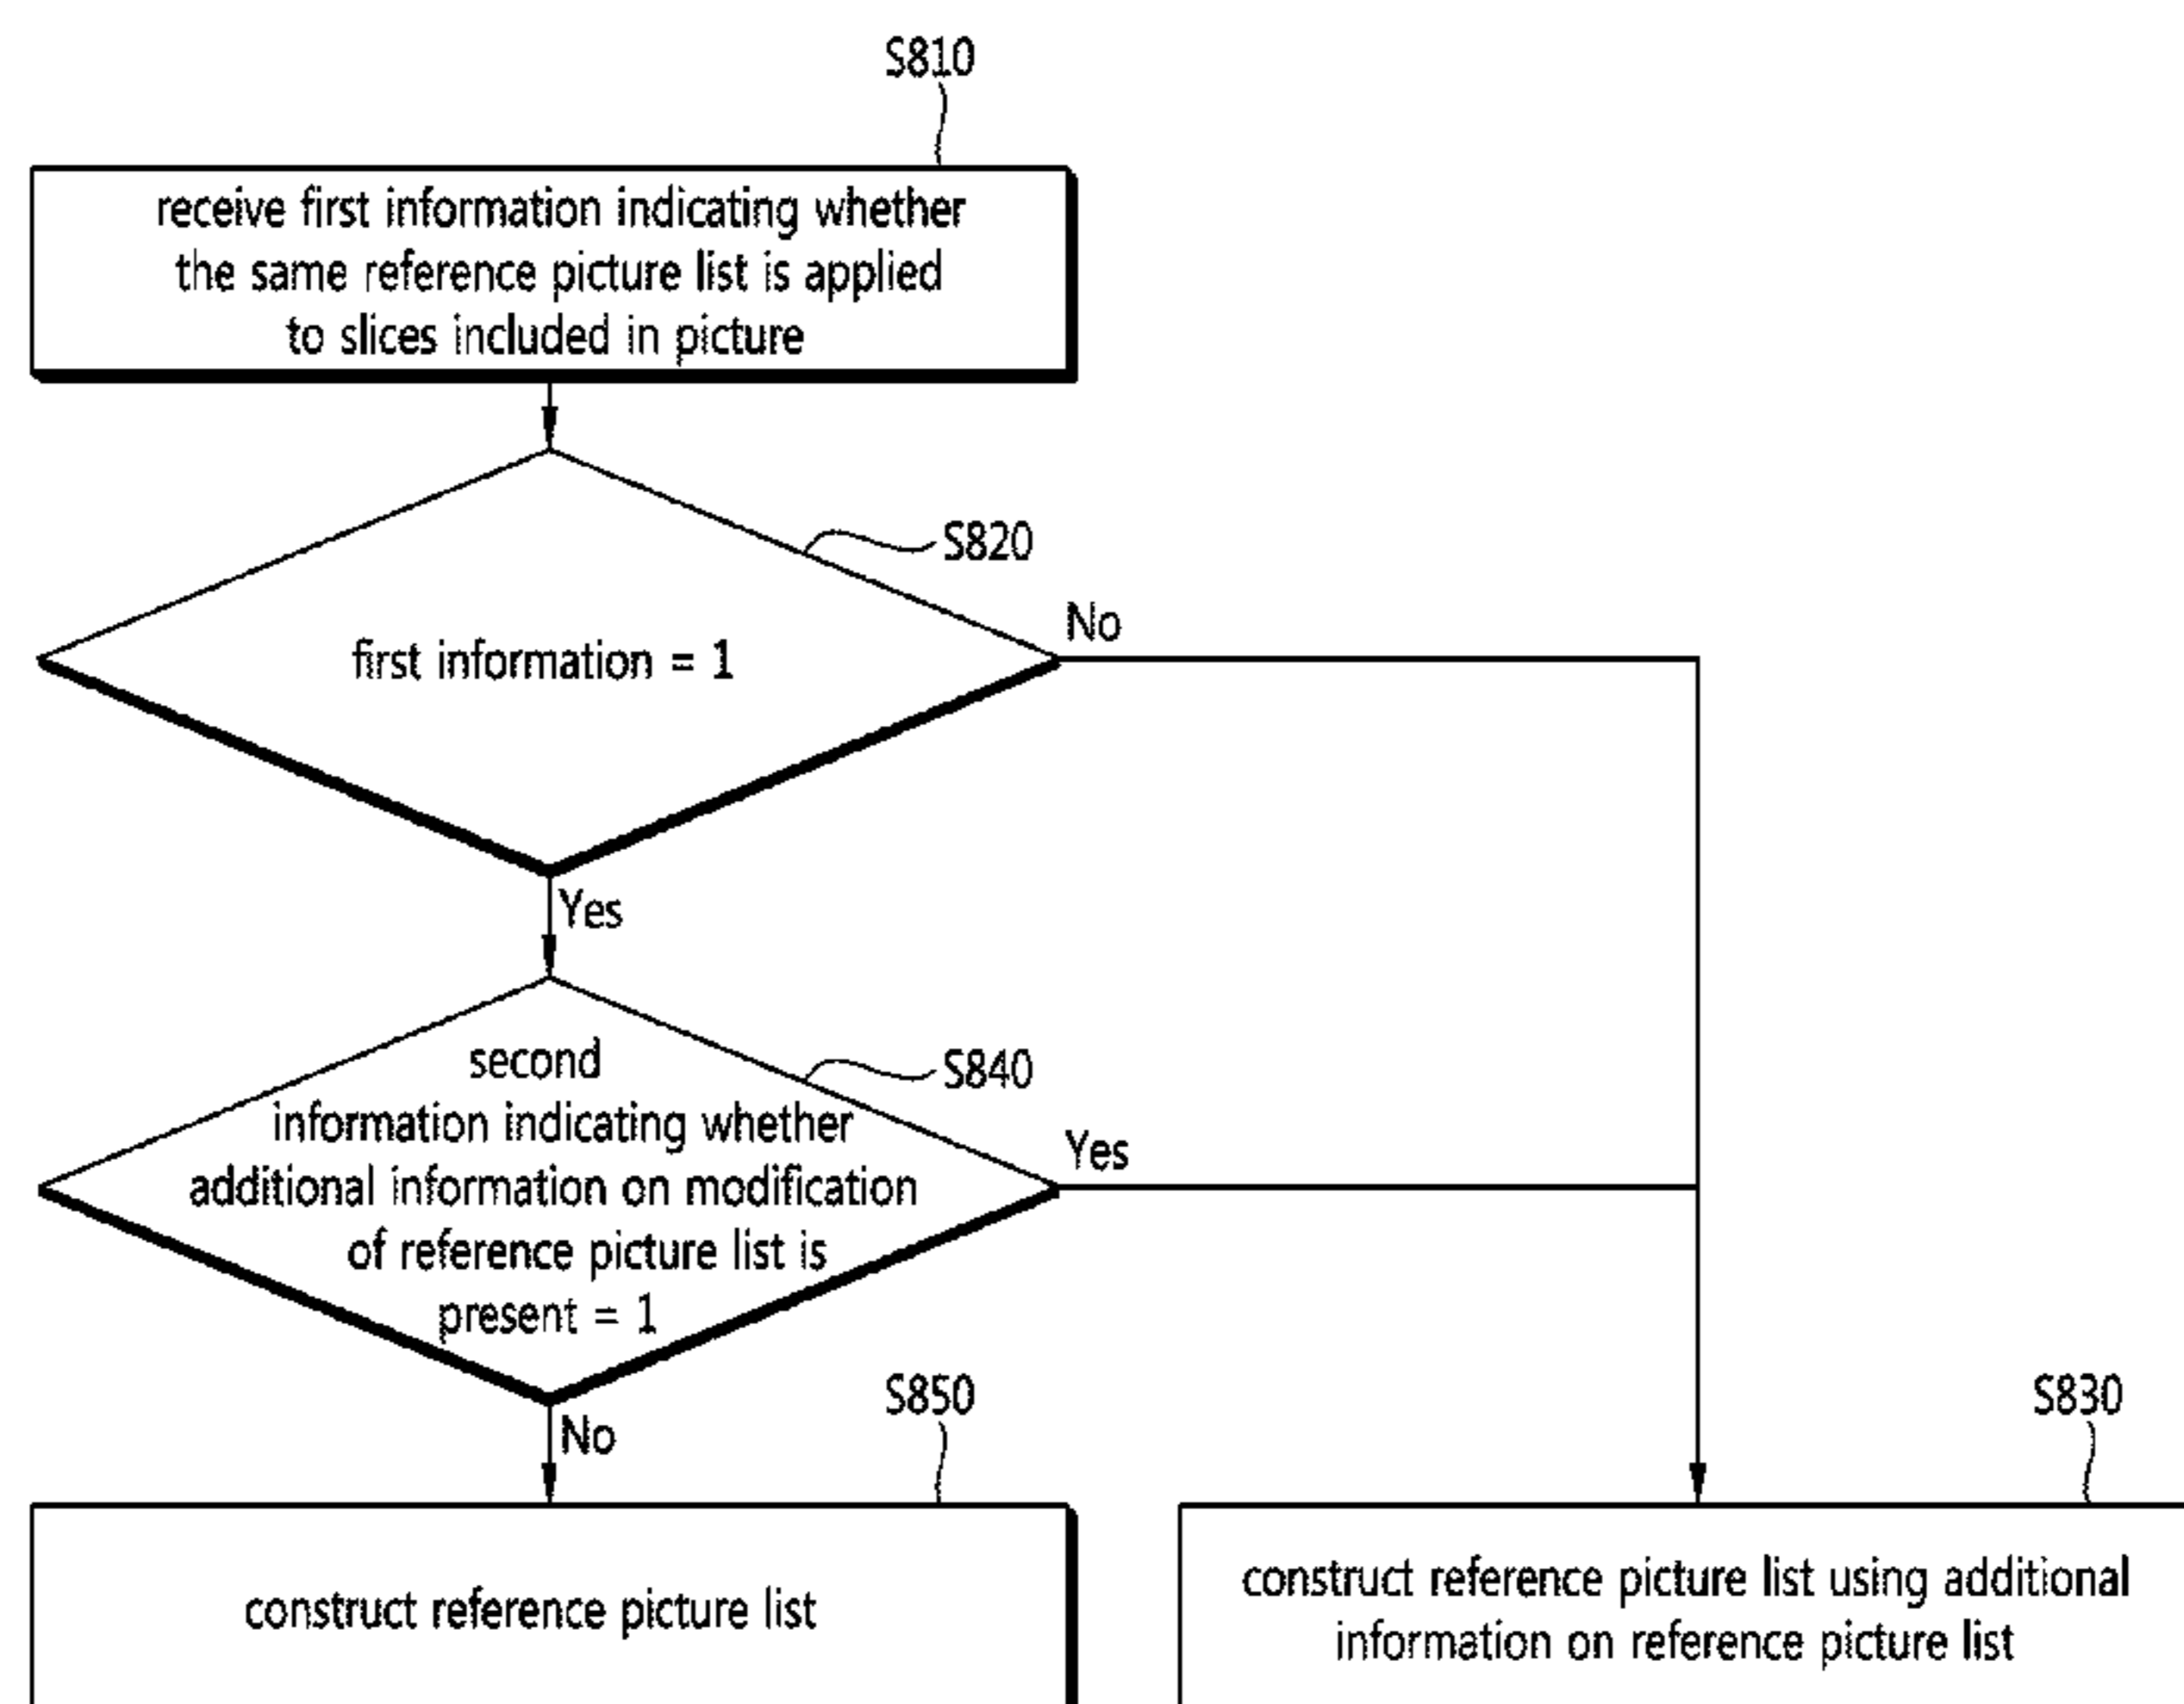 S810
receive first information indicating whether
the same reference picture list is applied
to slices included in picture
S820
first information = 1
No
Yes
second
information indicating whether
additional information on modification
of reference picture list is
present = 1
S840
Yes
No
S850
construct reference picture list
S830
construct reference picture list using additional
information on reference picture list